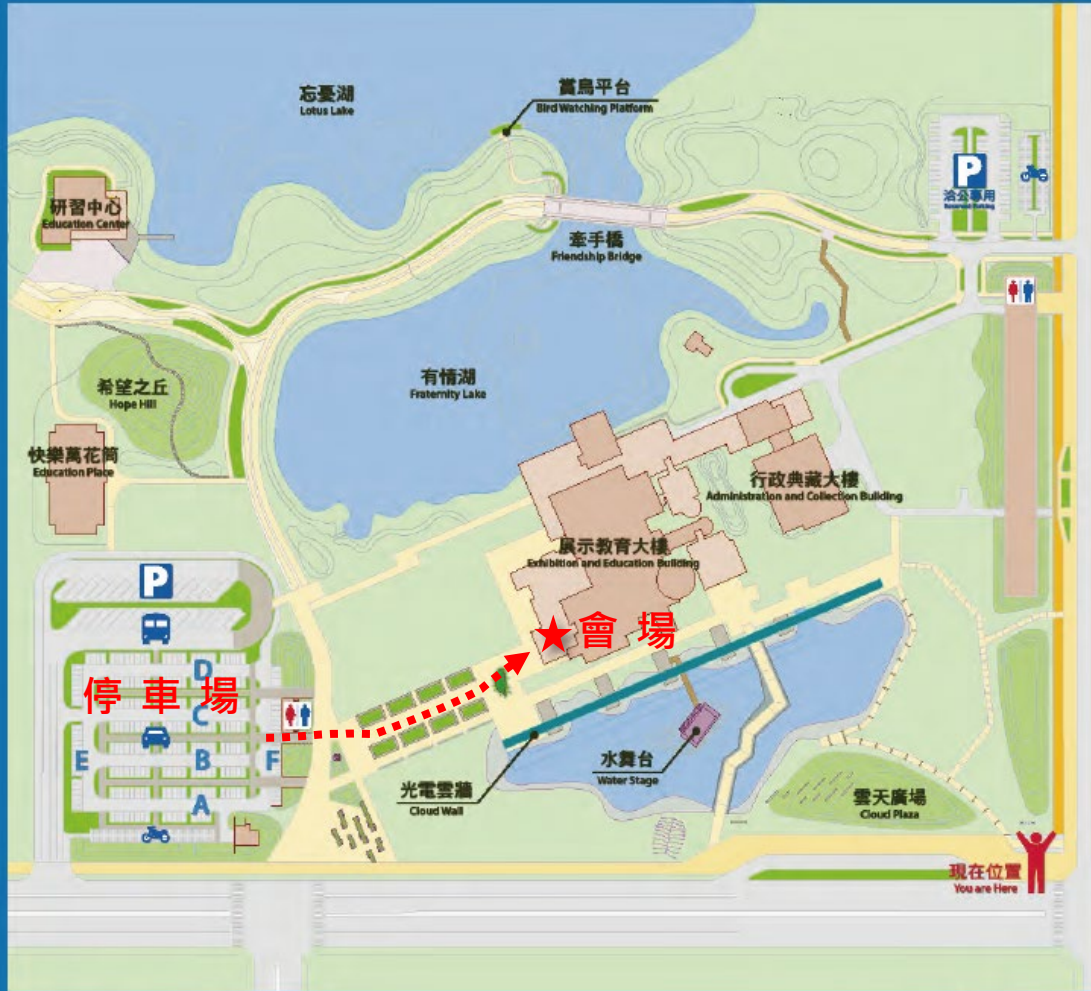 忘憂湖
Lotus Lake
賞鳥平台
Bird Watching Platform
研習中心
Education Center
P
洽公專用
牽手橋
Friendship Bridge
希望之丘
Hope Hill
有情湖
Fraternity Lake
快樂萬花筒
Education Place
行政典藏大樓
Administration and Collection Building
展示教育大樓
Exhibition and Education Building
P
會場
停車場
D
C
E
B
F
A
光電雲牆
Cloud Wall
水舞台
Water Stage
雲天廣場
Cloud Plaza
現在位置
You are Here